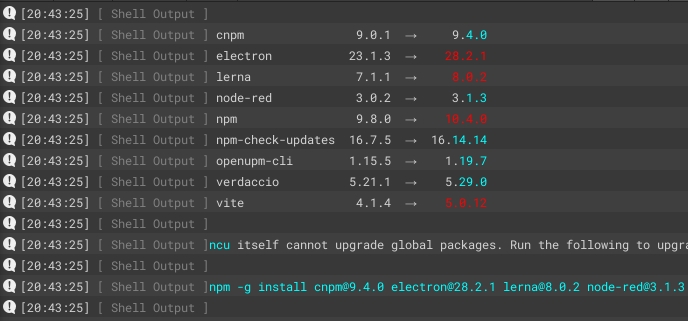 [20:43:25] [ Shell Output ]
[20:43:25] [ Shell Output ] cnpm 9.0.1 → 9.4.0
[20:43:25] [ Shell Output ] electron 23.1.3 → 28.2.1
[20:43:25] [ Shell Output ] lerna 7.1.1 → 8.0.2
[20:43:25] [ Shell Output ] node-red 3.0.2 → 3.1.3
[20:43:25] [ Shell Output ] npm 9.8.0 → 10.4.0
[20:43:25] [ Shell Output ] npm-check-updates 16.7.5 → 16.14.14
[20:43:25] [ Shell Output ] openupm-cli 1.15.5 → 1.19.7
[20:43:25] [ Shell Output ] verdaccio 5.21.1 → 5.29.0
[20:43:25] [ Shell Output ] vite 4.1.4 → 5.0.12
[20:43:25] [ Shell Output ]
[20:43:25] [ Shell Output ]ncu itself cannot upgrade global packages. Run the following to upgra
[20:43:25] [ Shell Output ]
[20:43:25] [ Shell Output ]npm -g install cnpm@9.4.0 electron@28.2.1 lerna@8.0.2 node-red@3.1.3
[20:43:25] [ Shell Output ]